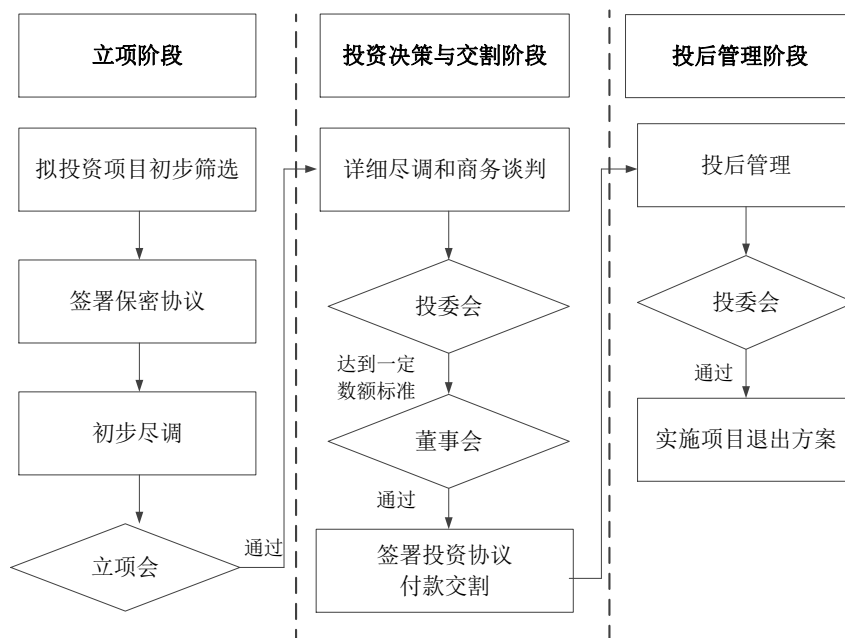 立项阶段
拟投资项目初步筛选
签署保密协议
初步尽调
立项会
通过
投资决策与交割阶段
详细尽调和商务谈判
投委会
达到一定
数额标准
董事会
通过
签署投资协议
付款交割
投后管理阶段
投后管理
投委会
通过
实施项目退出方案